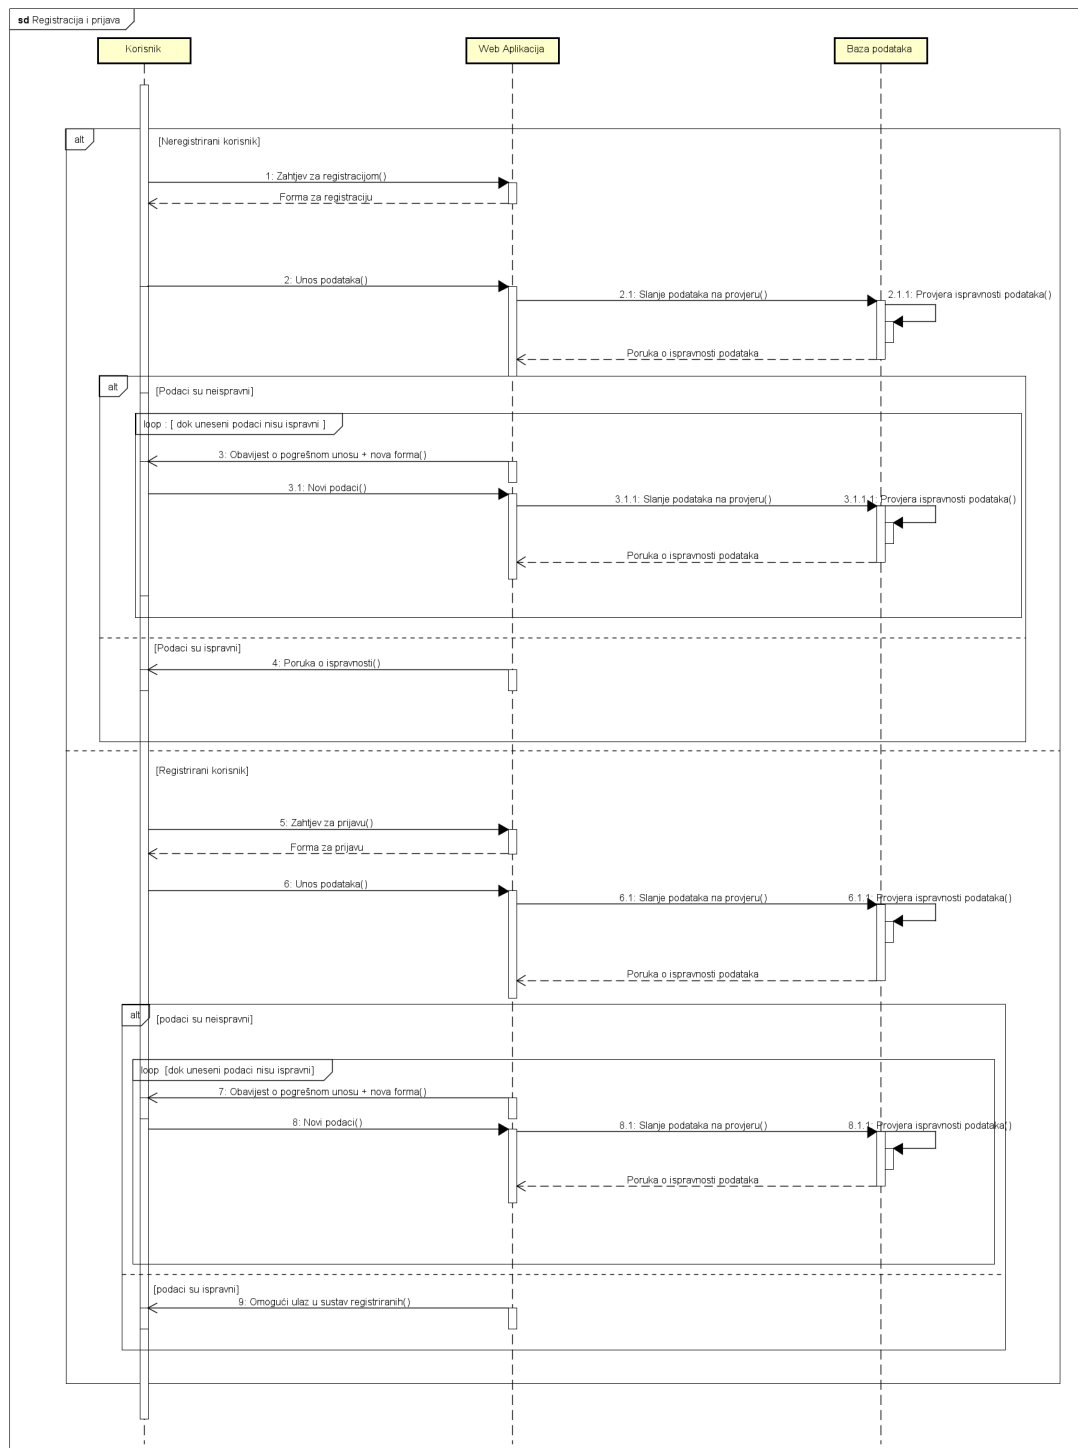 sd Registracija i prijava
Korisnik
Web Aplikacija
Baza podataka
alt
[Neregistrirani korisnik]
1: Zahtjev za registracijom()
Forma za registraciju
2: Unos podataka()
2.1: Slanje podataka na provjeru()
2.1.1: Provjera ispravnosti podataka()
Poruka o ispravnosti podataka
alt
[Podaci su neispravni]
loop : [ dok uneseni podaci nisu ispravni ]
3: Obavijest o pogrešnom unosu + nova forma()
3.1: Novi podaci()
3.1.1: Slanje podataka na provjeru()
3.1.1.1: Provjera ispravnosti podataka()
Poruka o ispravnosti podataka
[Podaci su ispravni]
4: Poruka o ispravnosti()
[Registrirani korisnik]
5: Zahtjev za prijavu()
Forma za prijavu
6: Unos podataka()
6.1: Slanje podataka na provjeru()
6.1.1: Provjera ispravnosti podataka()
Poruka o ispravnosti podataka
alt
[podaci su neispravni]
loop [dok uneseni podaci nisu ispravni]
7: Obavijest o pogrešnom unosu + nova forma()
8: Novi podaci()
8.1: Slanje podataka na provjeru()
8.1.1: Provjera ispravnosti podataka()
Poruka o ispravnosti podataka
[podaci su ispravni]
9: Omogući ulaz u sustav registriranih()